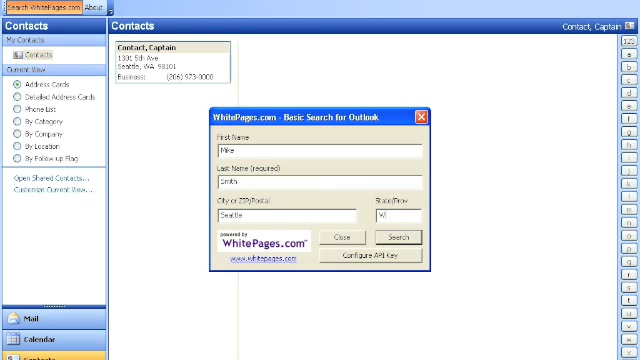 Search WhitePages.com About
Contacts
Contacts
Contact, Captain
My Contacts
Contacts
Current View
Address Cards
Detailed Address Cards
Phone List
By Category
By Company
By Location
By Follow-up Flag
Open Shared Contacts...
Customize Current View...
Mail
Calendar
Contacts
Contact, Captain
1301 5th Ave
Seattle, WA 98101
Business: (206) 973-0000
WhitePages.com - Basic Search for Outlook
First Name
Mike
Last Name (required)
Smith
City or ZIP/Postal
State/Prov
Seattle
W
powered by
WhitePages.com
www.whitepages.com
Close
Search
Configure API Key
123
a
b
c
d
e
f
g
h
i
j
k
l
m
n
o
p
q
r
s
t
u
v
w
x